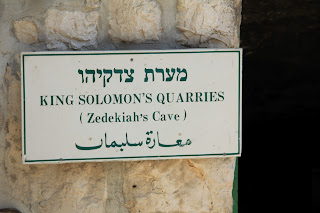 מערת צדקיהו
KING SOLOMON'S QUARRIES
( Zedekiah's Cave )
مغارة سليمان